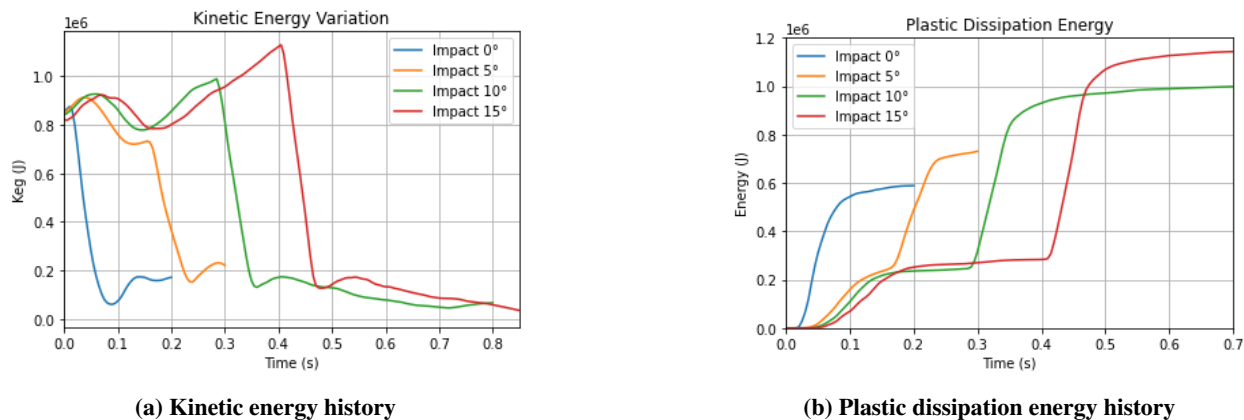 Kinetic Energy Variation
1e6
Impact 0°
Impact 5°
Impact 10°
Impact 15°
1.0
0.8
0.6
0.4
0.2
0.0
Keg (J)
0.0 0.1 0.2 0.3 0.4 0.5 0.6 0.7 0.8
Time (s)
(a) Kinetic energy history
Plastic Dissipation Energy
1e6
Impact 0°
Impact 5°
Impact 10°
Impact 15°
1.2
1.0
0.8
0.6
0.4
0.2
0.0
Energy (J)
0.0 0.1 0.2 0.3 0.4 0.5 0.6 0.7
Time (s)
(b) Plastic dissipation energy history